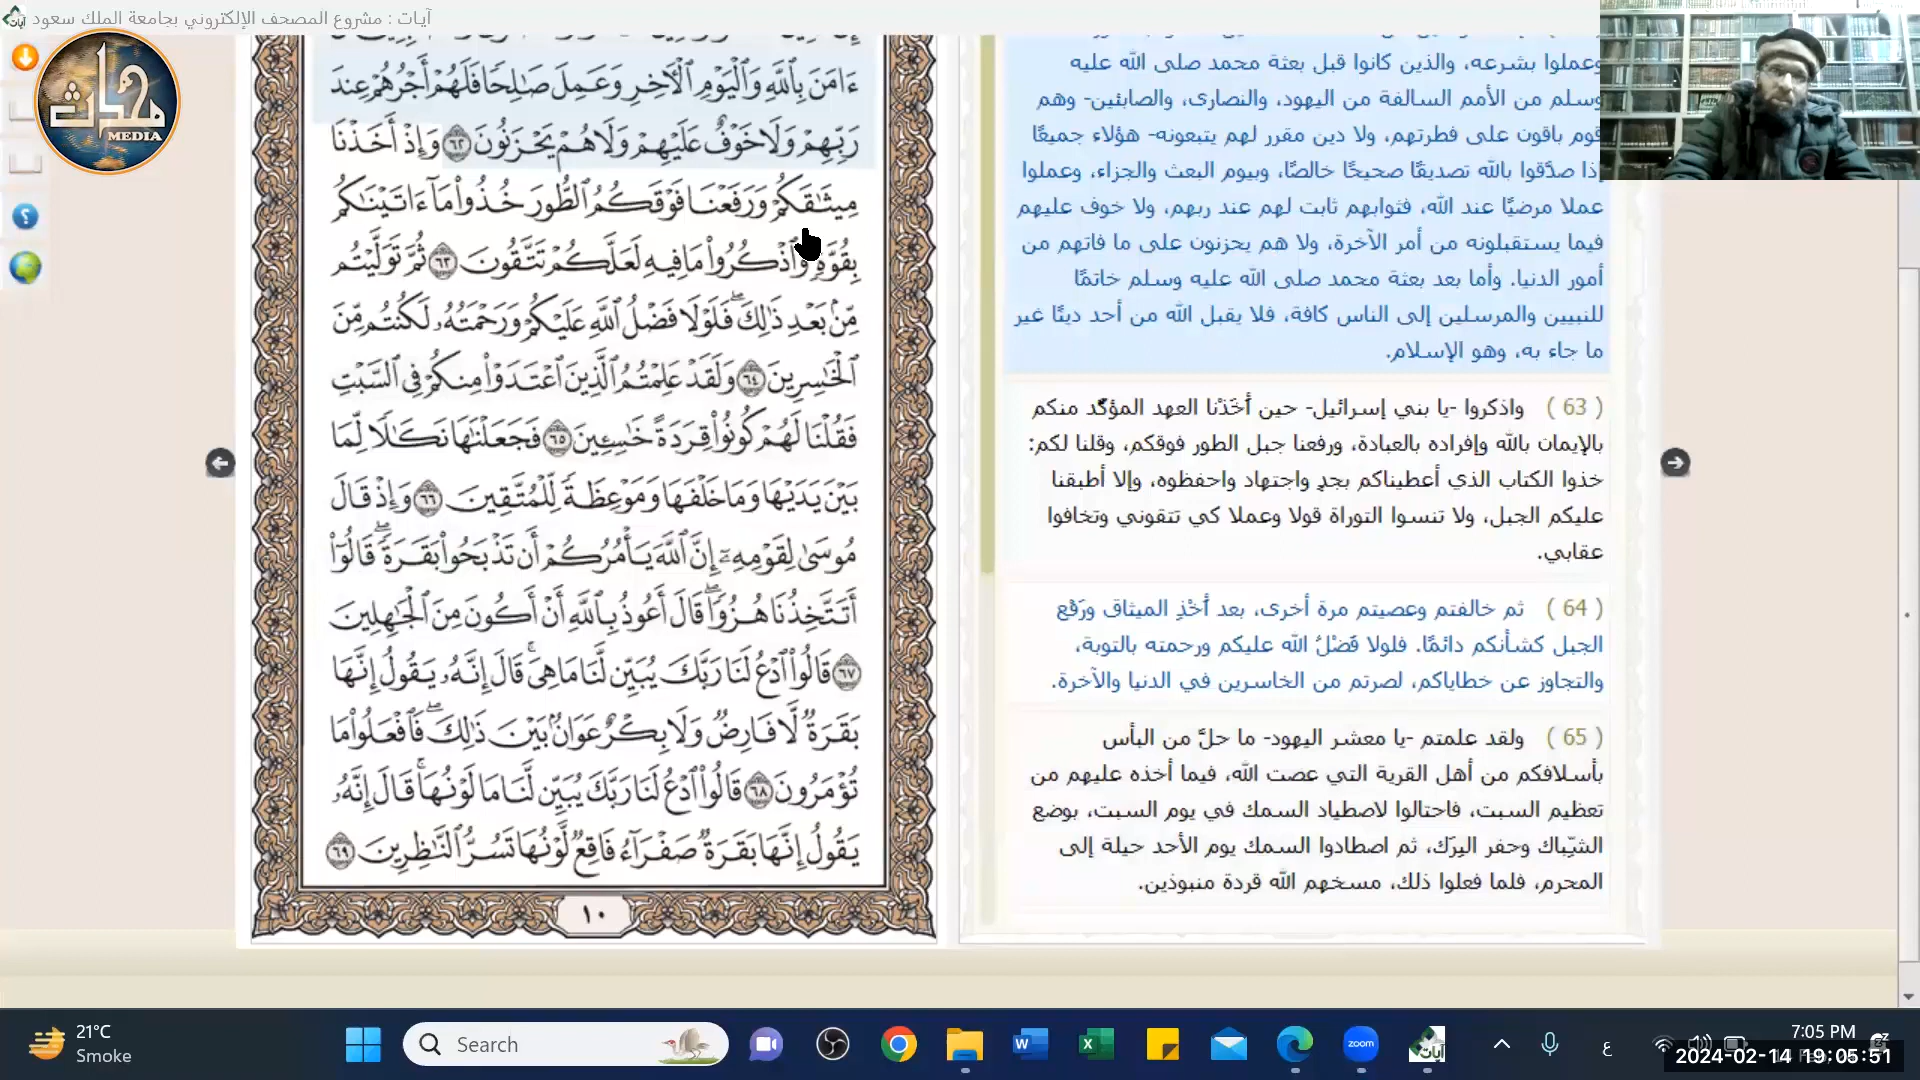 آيـات : مشروع المصحف الإلكتروني بجامعة الملك سعود
MEDIA
ءَامَنَ بِٱللَّهِ وَٱلْيَوْمِ ٱلْأَخِرِ وَعَمِلَ صَـٰلِحًا فَلَهُمْ أَجْرُهُمْ عِندَ
رَبِّهِمْ وَلَا خَوْفٌ عَلَيْهِمْ وَلَا هُمْ يَحْزَنُونَ ٦٢ وَإِذْ أَخَذْنَا
مِيثَـٰقَكُمْ وَرَفَعْنَا فَوْقَكُمُ ٱلطُّورَ خُذُوا۟ مَآ ءَاتَيْنَـٰكُم
بِقُوَّةٍ وَٱذْكُرُوا۟ مَا فِيهِ لَعَلَّكُمْ تَتَّقُونَ ٦٣ ثُمَّ تَوَلَّيْتُم
مِّنۢ بَعْدِ ذَٰلِكَ ۖ فَلَوْلَا فَضْلُ ٱللَّهِ عَلَيْكُمْ وَرَحْمَتُهُۥ لَكُنتُم مِّنَ
ٱلْخَـٰسِرِينَ ٦٤ وَلَقَدْ عَلِمْتُمُ ٱلَّذِينَ ٱعْتَدَوْا۟ مِنكُمْ فِى ٱلسَّبْتِ
فَقُلْنَا لَهُمْ كُونُوا۟ قِرَدَةً خَـٰسِـِٔينَ ٦٥ فَجَعَلْنَـٰهَا نَكَـٰلًا لِّمَا
بَيْنَ يَدَيْهَا وَمَا خَلْفَهَا وَمَوْعِظَةً لِّلْمُتَّقِينَ ٦٦ وَإِذْ قَالَ
مُوسَىٰ لِقَوْمِهِۦٓ إِنَّ ٱللَّهَ يَأْمُرُكُمْ أَن تَذْبَحُوا۟ بَقَرَةً ۖ قَالُوٓا۟
أَتَتَّخِذُنَا هُزُوًا ۖ قَالَ أَعُوذُ بِٱللَّهِ أَنْ أَكُونَ مِنَ ٱلْجَـٰهِلِينَ
٦٧ قَالُوا۟ ٱدْعُ لَنَا رَبَّكَ يُبَيِّن لَّنَا مَا هِىَ ۚ قَالَ إِنَّهُۥ يَقُولُ إِنَّهَا
بَقَرَةٌ لَّا فَارِضٌ وَلَا بِكْرٌ عَوَانٌۢ بَيْنَ ذَٰلِكَ ۖ فَٱفْعَلُوا۟ مَا
تُؤْمَرُونَ ٦٨ قَالُوا۟ ٱدْعُ لَنَا رَبَّكَ يُبَيِّن لَّنَا مَا لَوْنُهَا ۚ قَالَ إِنَّهُۥ
يَقُولُ إِنَّهَا بَقَرَةٌ صَفْرَآءُ فَاقِعٌ لَّوْنُهَا تَسُرُّ ٱلنَّـٰظِرِينَ ٦٩
١٠
وعملوا بشرعه، والذين كانوا قبل بعثة محمد صلى الله عليه
وسلم من الأمم السالفة من اليهود، والنصارى، والصابئين- وهم
قوم باقون على فطرتهم، ولا دين مقرر لهم يتبعونه- هؤلاء جميعًا
إذا صدَّقوا بالله تصديقًا صحيحًا خالصًا، وبيوم البعث والجزاء، وعملوا
عملا مرضيًا عند الله، فثوابهم ثابت لهم عند ربهم، ولا خوف عليهم
فيما يستقبلونه من أمر الآخرة، ولا هم يحزنون على ما فاتهم من
أمور الدنيا. وأما بعد بعثة محمد صلى الله عليه وسلم خاتمًا
للنبيين والمرسلين إلى الناس كافة، فلا يقبل الله من أحد دينًا غير
ما جاء به، وهو الإسلام.
( 63 ) واذكروا -يا بني إسرائيل- حين أَخَذْنا العهد المؤكَّد منكم
بالإيمان بالله وإفراده بالعبادة، ورفعنا جبل الطور فوقكم، وقلنا لكم:
خذوا الكتاب الذي أعطيناكم بجدٍ واجتهاد واحفظوه، وإلا أطبقنا
عليكم الجبل، ولا تنسوا التوراة قولا وعملا كي تتقوني وتخافوا
عقابي.
( 64 ) ثم خالفتم وعصيتم مرة أخرى، بعد أَخْذِ الميثاق ورَفْع
الجبل كشأنكم دائمًا. فلولا فَضْلُ الله عليكم ورحمته بالتوبة،
والتجاوز عن خطاياكم، لصرتم من الخاسرين في الدنيا والآخرة.
( 65 ) ولقد علمتم -يا معشر اليهود- ما حلَّ من البأس
بأسلافكم من أهل القرية التي عصت الله، فيما أخذه عليهم من
تعظيم السبت، فاحتالوا لاصطياد السمك في يوم السبت، بوضع
الشِّباك وحفر البِرَك، ثم اصطادوا السمك يوم الأحد حيلة إلى
المحرم، فلما فعلوا ذلك، مسخهم الله قردة منبوذين.
21°C
Smoke
Search
zoom
آيات
ع
7:05 PM
2024-02-14 19:05:51